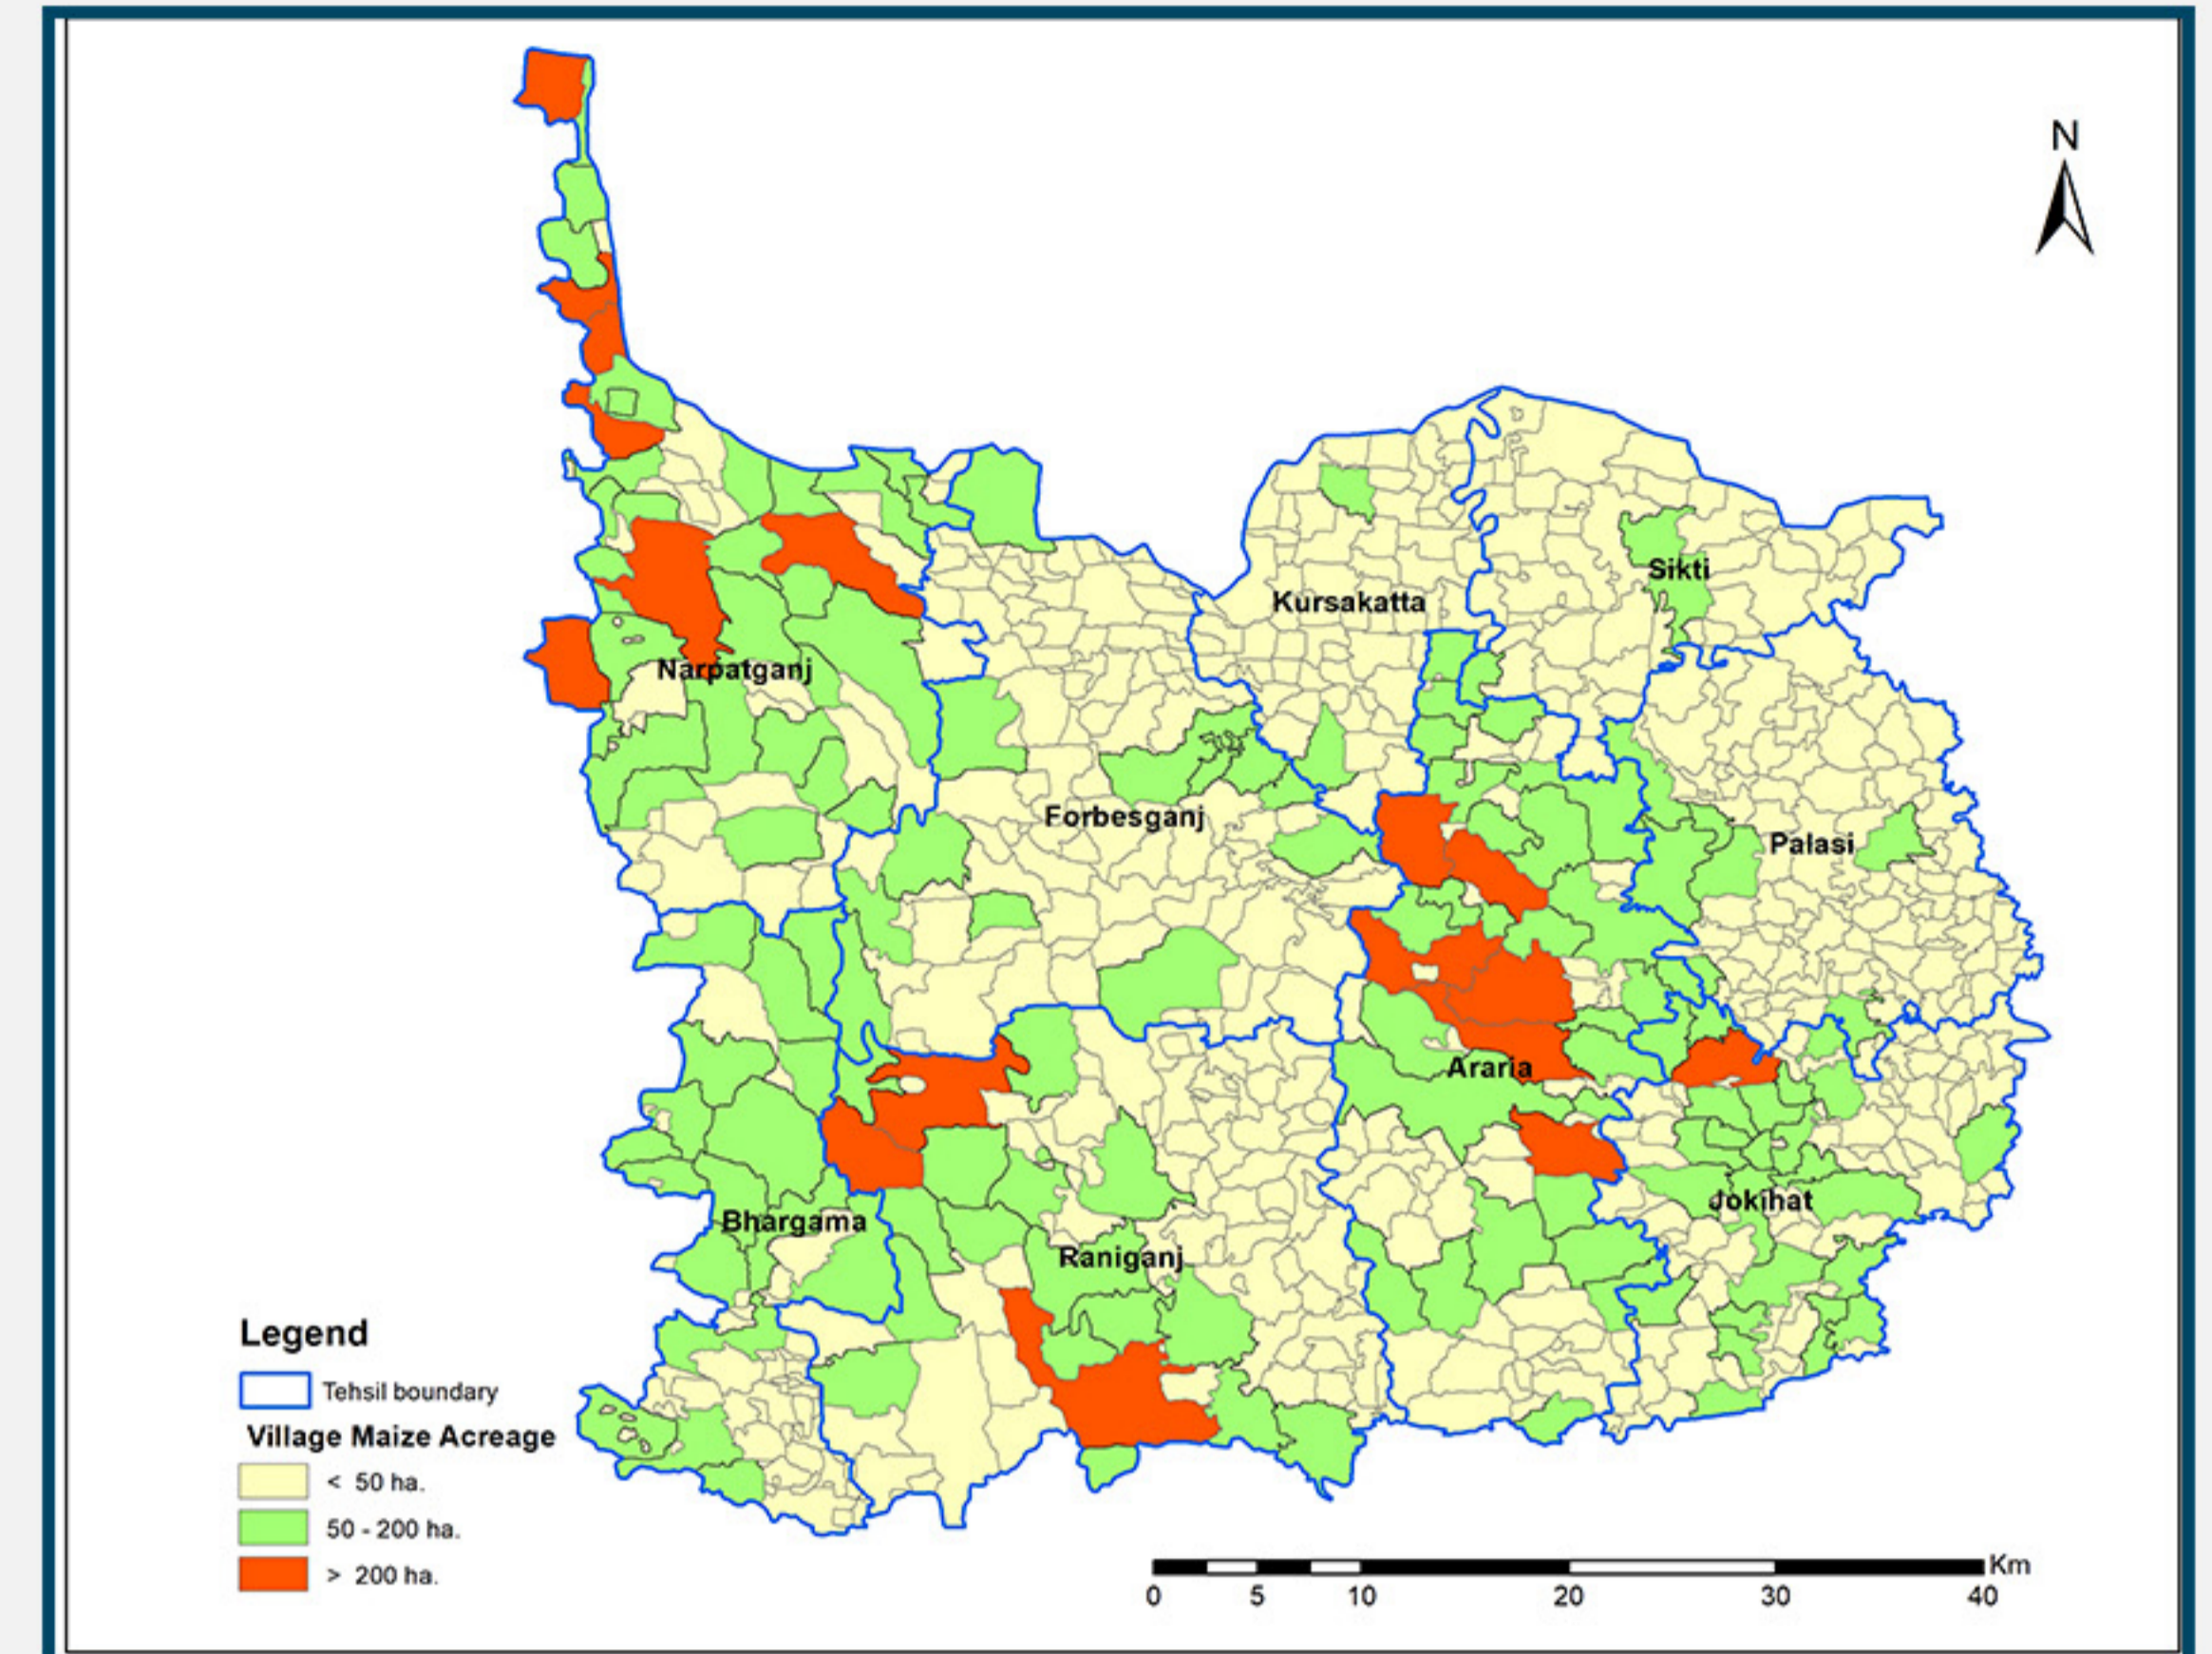 N
Sikti
Kursakatta
Narpatganj
Forbesganj
Palasi
Araria
Jokihat
Bhargama
Raniganj
Legend
Tehsil boundary
Village Maize Acreage
< 50 ha.
50 - 200 ha.
> 200 ha.
Km
0 5 10 20 30 40